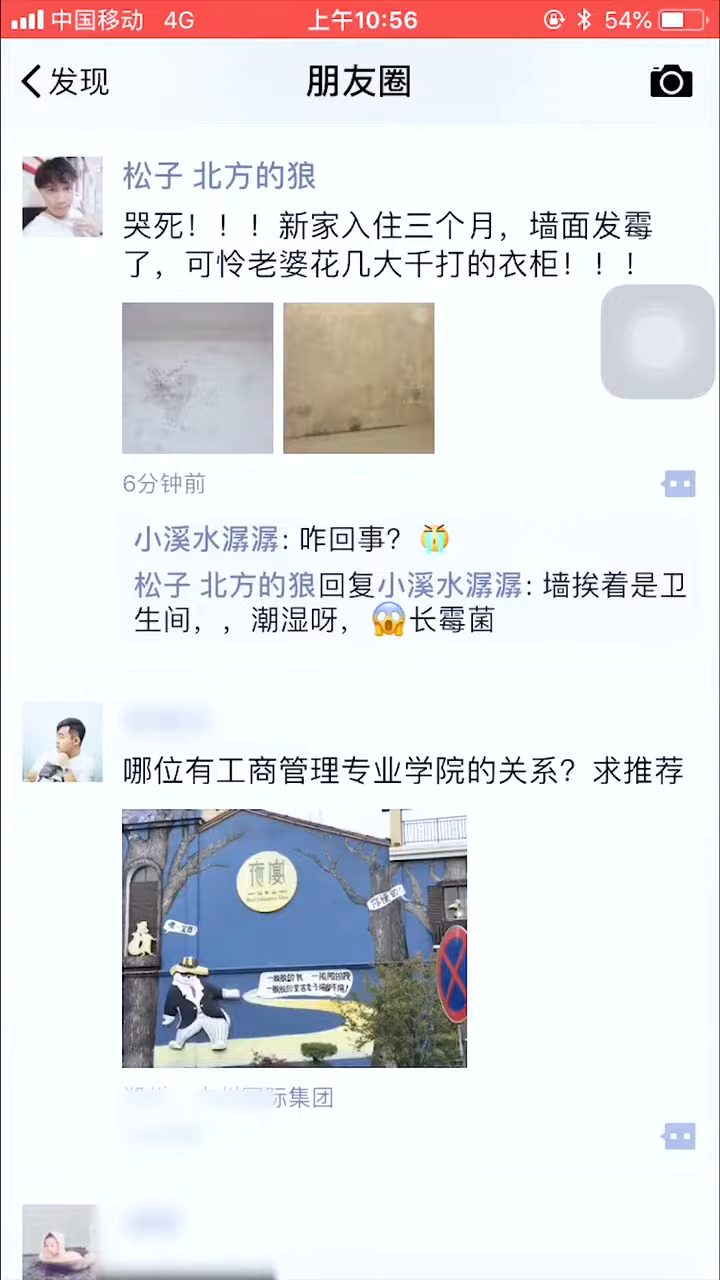 中国移动 4G 上午10:56 54%
发现 朋友圈
松子 北方的狼
哭死！！！新家入住三个月，墙面发霉
了，可怜老婆花几大千打的衣柜！！！
6分钟前
小溪水潺潺: 咋回事？😭
松子 北方的狼回复小溪水潺潺: 墙挨着是卫
生间，，潮湿呀，😱长霉菌
哪位有工商管理专业学院的关系？求推荐
夜宴
国际集团